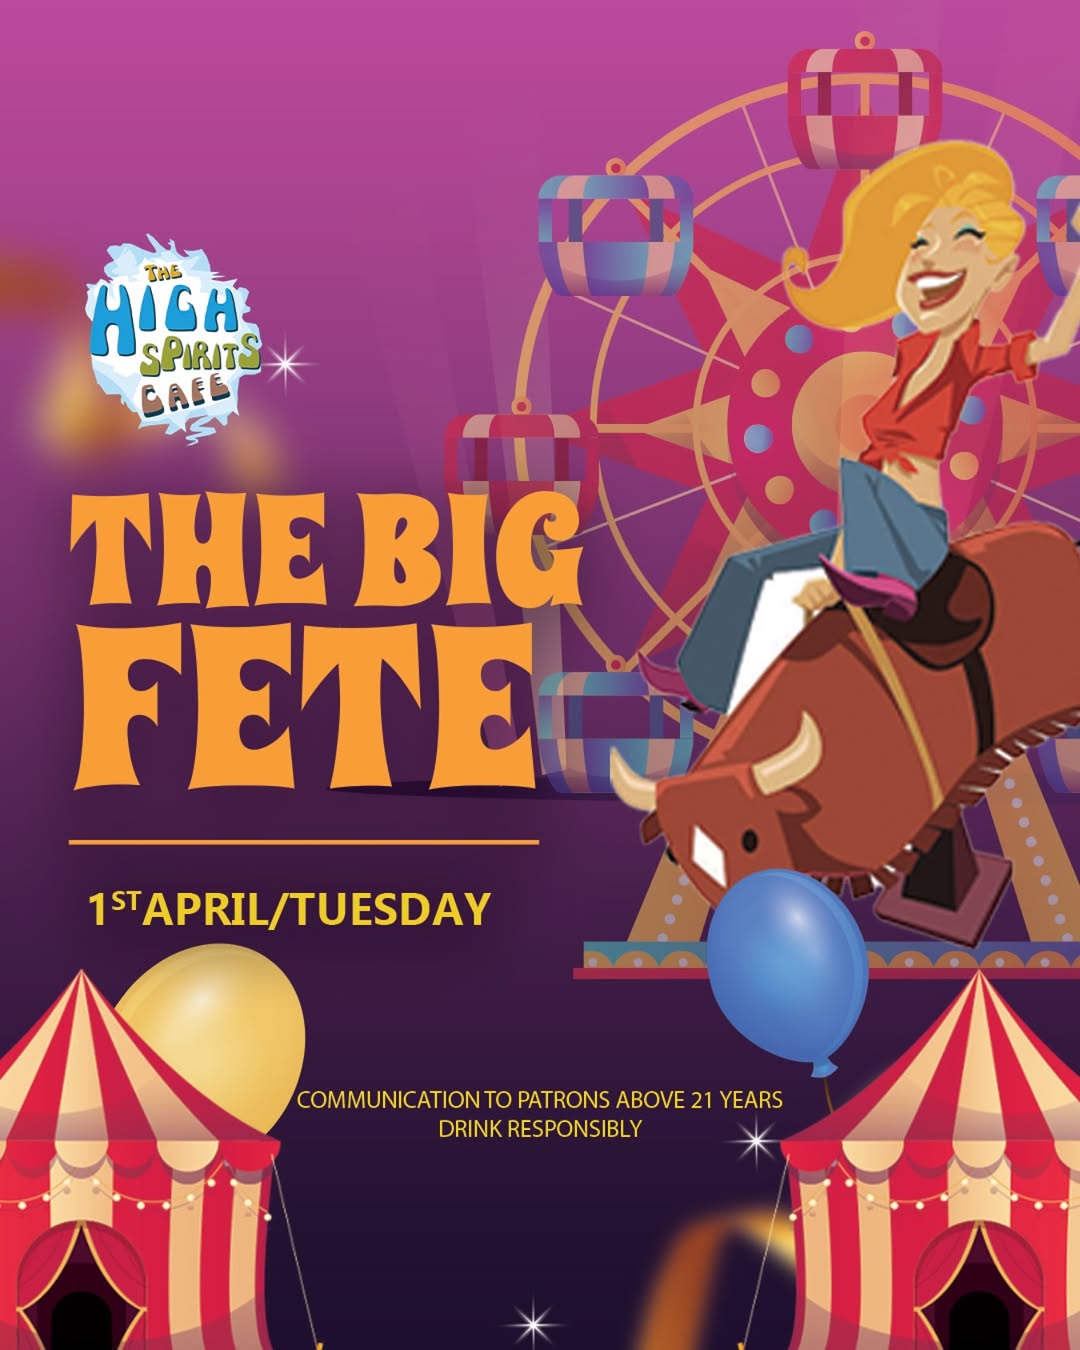 THE
HIGH
SPIRITS
CAFE
THE BIG
FETE
1ST APRIL/TUESDAY
COMMUNICATION TO PATRONS ABOVE 21 YEARS
DRINK RESPONSIBLY